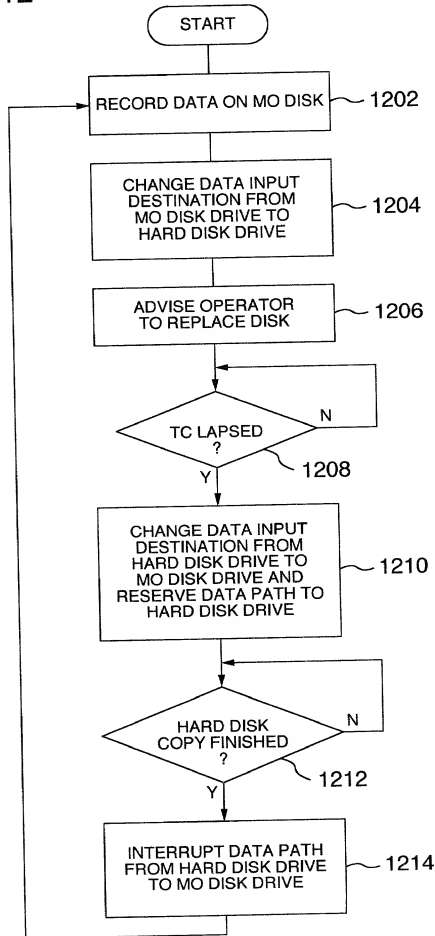 START
RECORD DATA ON MO DISK
1202
CHANGE DATA INPUT
DESTINATION FROM
MO DISK DRIVE TO
HARD DISK DRIVE
1204
ADVISE OPERATOR
TO REPLACE DISK
1206
TC LAPSED
?
N
Y
1208
CHANGE DATA INPUT
DESTINATION FROM
HARD DISK DRIVE TO
MO DISK DRIVE AND
RESERVE DATA PATH TO
HARD DISK DRIVE
1210
HARD DISK
COPY FINISHED
?
N
Y
1212
INTERRUPT DATA PATH
FROM HARD DISK DRIVE
TO MO DISK DRIVE
1214